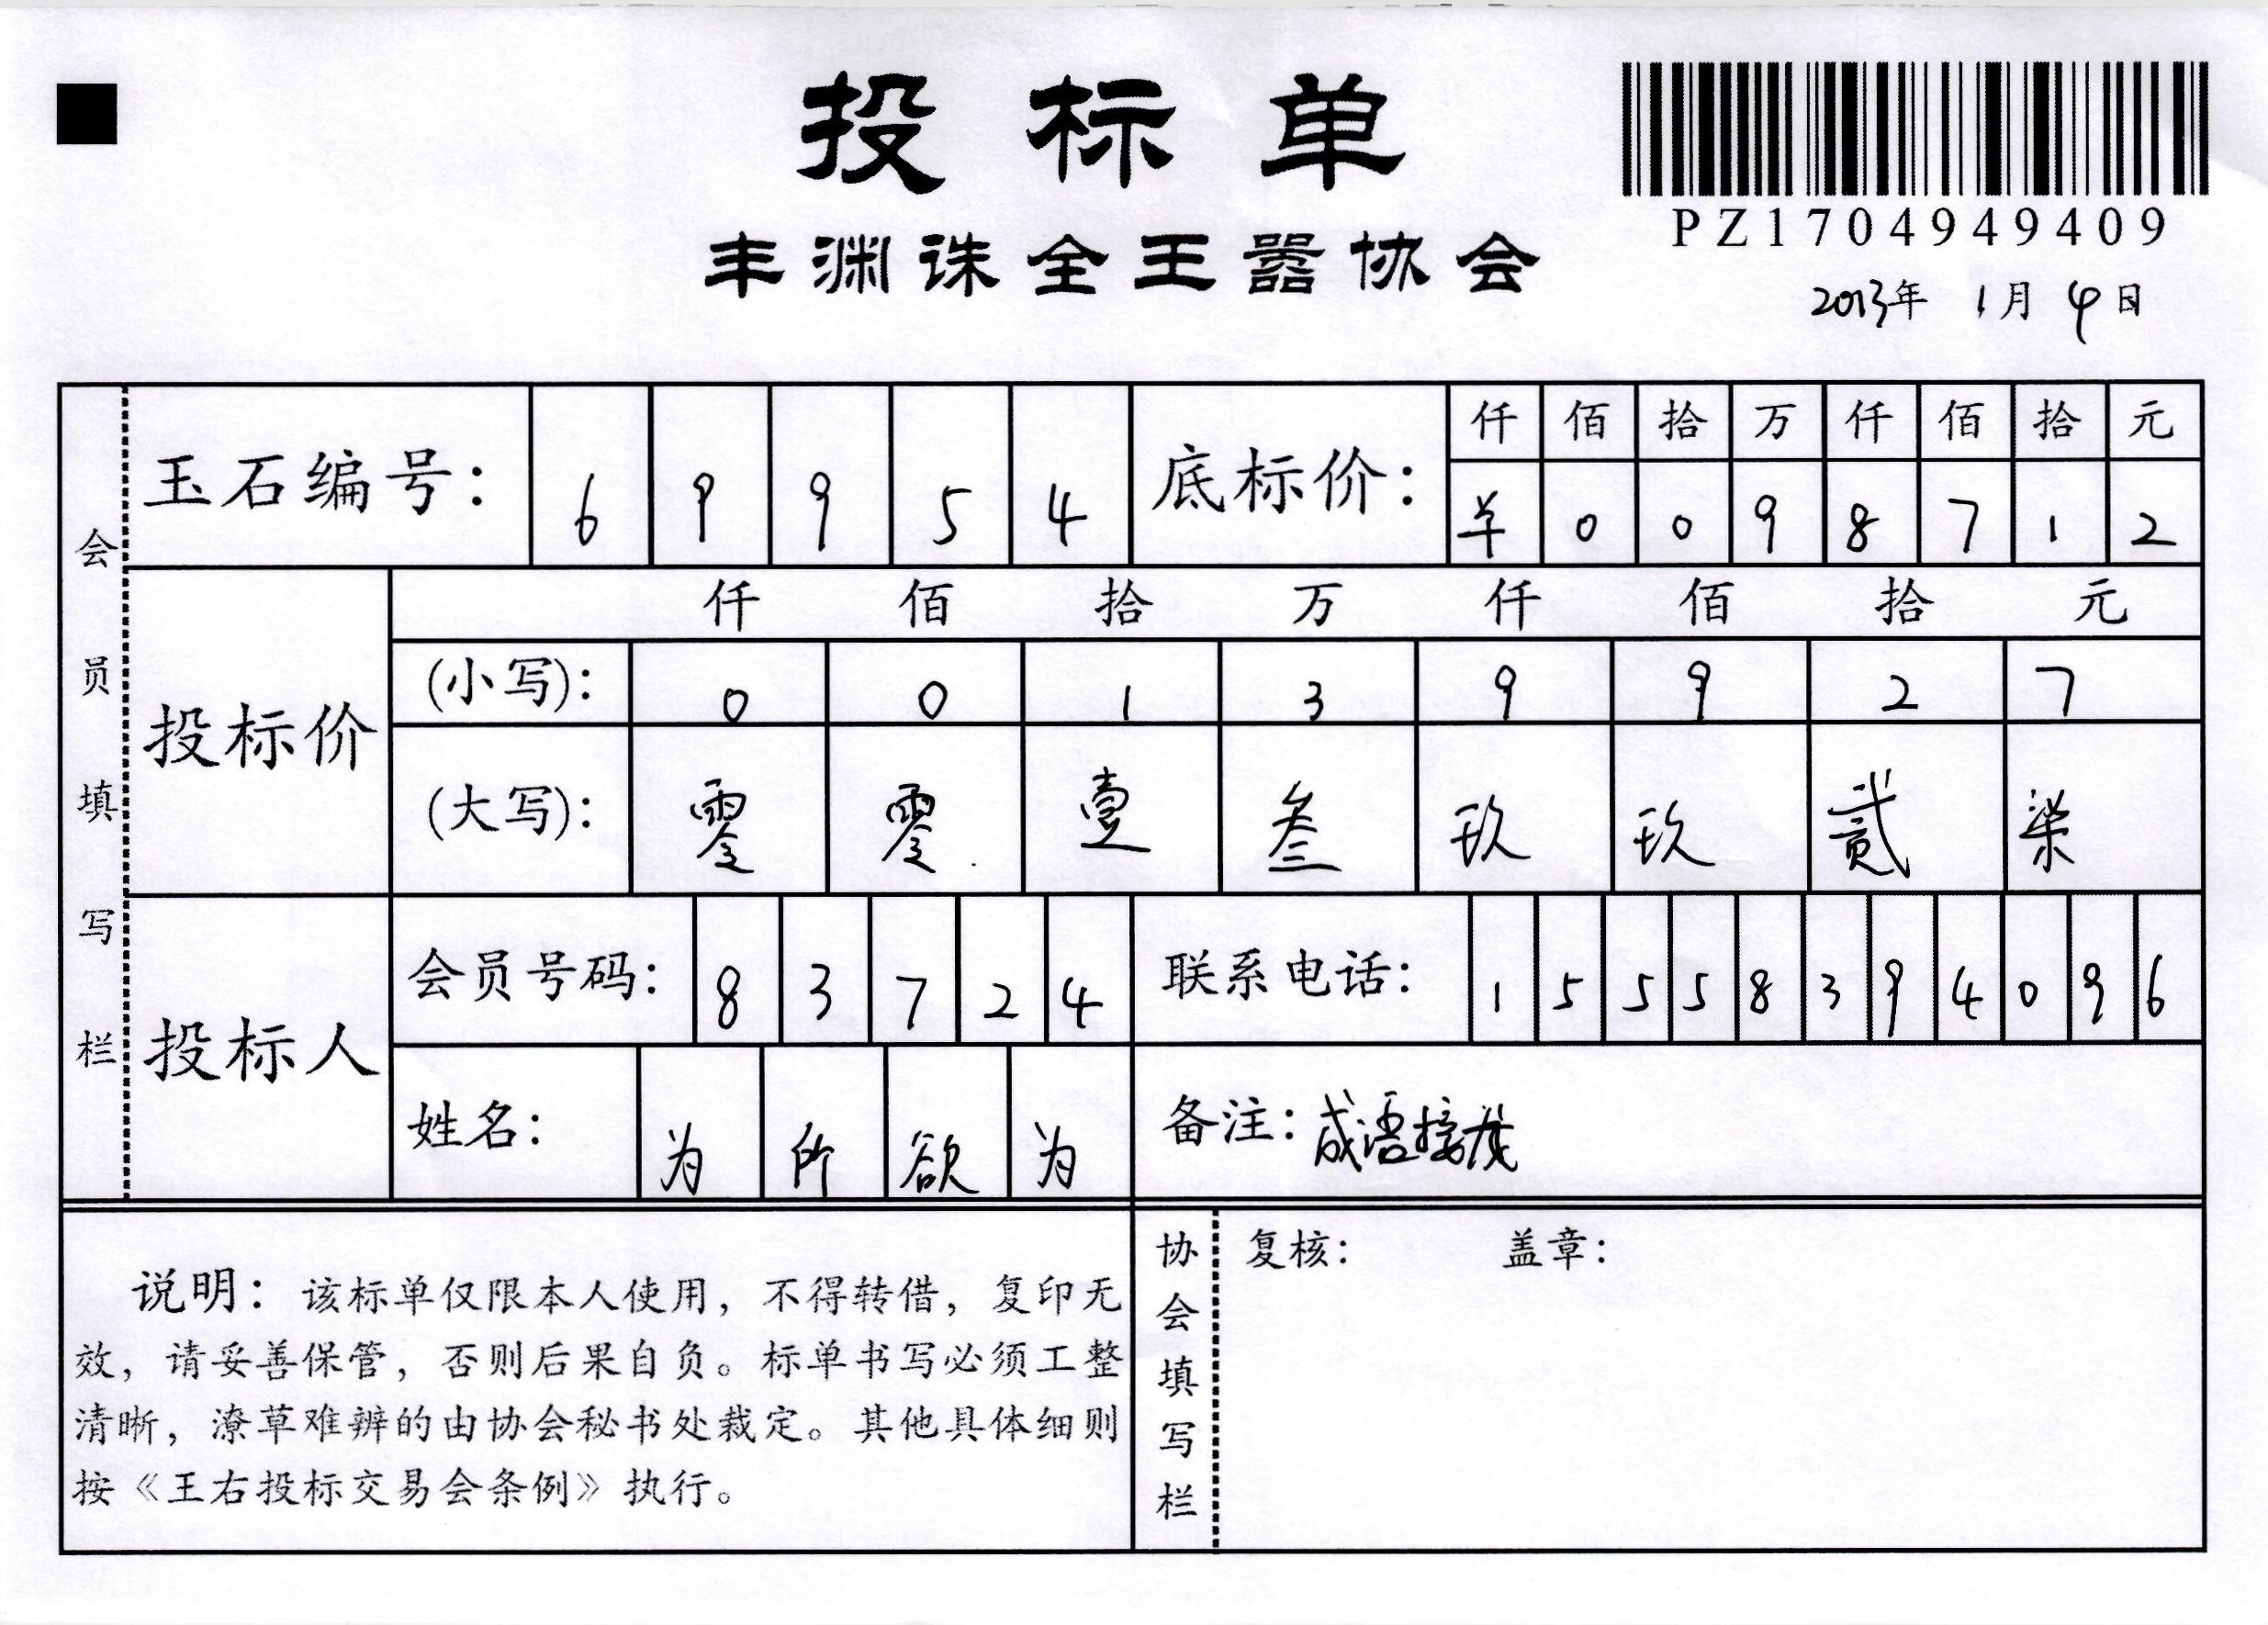 投标单
丰渊诛全王嚣协会
PZ1704949409
2013年 1月 4日
会员填写栏
玉石编号: 6 9 9 5 4
底标价: 仟 佰 拾 万 仟 佰 拾 元
羊 0 0 9 8 7 1 2
投标价
仟 佰 拾 万 仟 佰 拾 元
(小写): 0 0 1 3 9 9 2 7
(大写): 零 零 壹 叁 玖 玖 贰 柒
投标人
会员号码: 8 3 7 2 4
联系电话: 1 5 5 5 8 3 9 4 0 9 6
姓名: 为 所 欲 为
备注: 成语接龙
说明: 该标单仅限本人使用, 不得转借, 复印无
效, 请妥善保管, 否则后果自负。标单书写必须工整
清晰, 潦草难辨的由协会秘书处裁定。其他具体细则
按《王右投标交易会条例》执行。
协会填写栏
复核: 盖章: